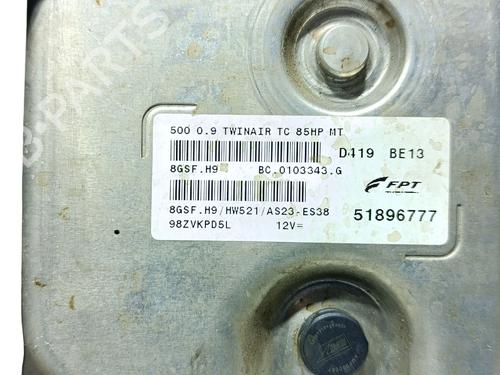 500 0.9 TWINAIR TC 85HP MT
D419 BE13
8GSF.H9 BC.0103343.G
FPT
8GSF.H9/HW521/AS23-ES38
51896777
98ZVKPD5L 12V=
B-PARTS